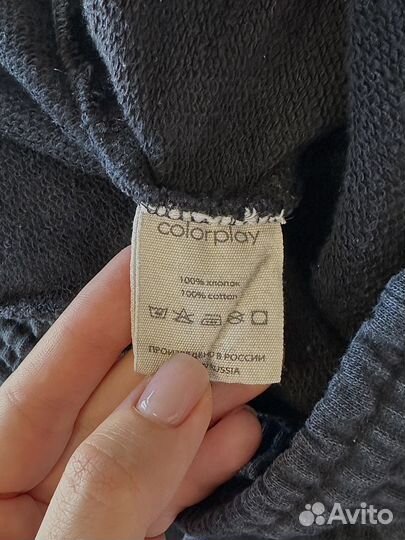 colorplay
100% хлопок
100% cotton
ПРОИЗВЕДЕНО В РОССИИ
RUSSIA
Avito